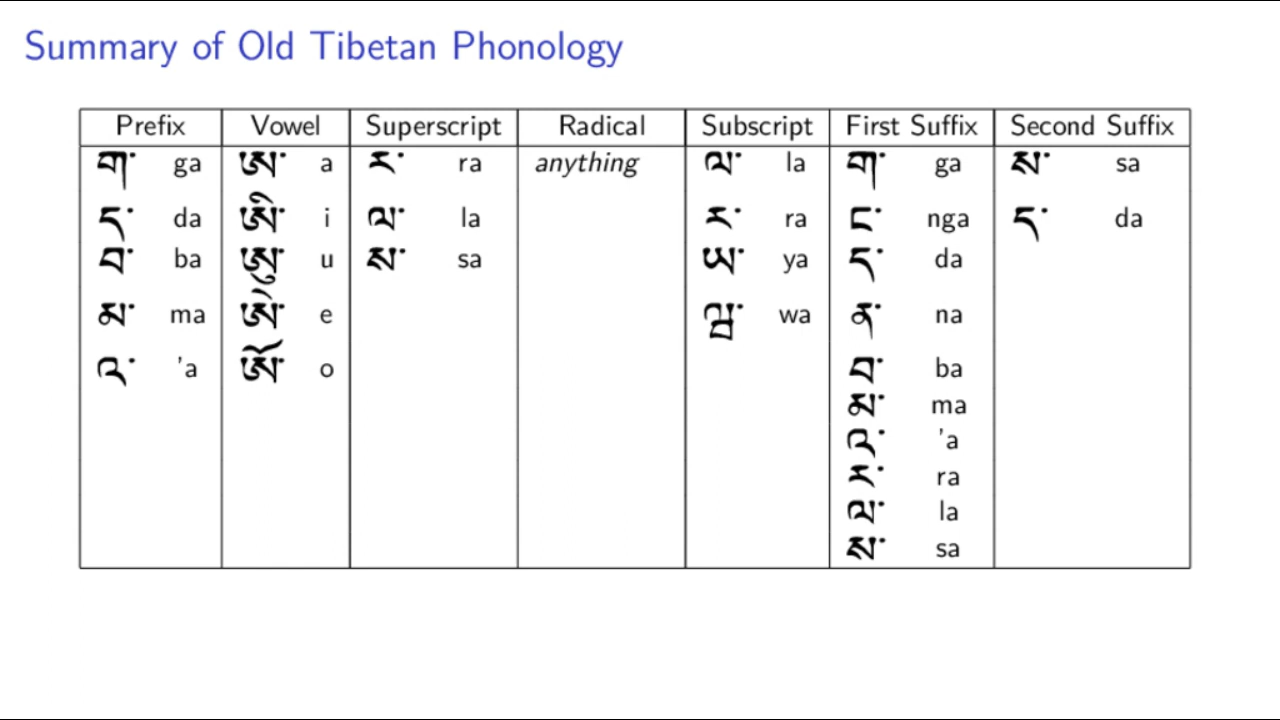 Summary of Old Tibetan Phonology
Prefix Vowel Superscript Radical Subscript First Suffix Second Suffix
ག་ ga ཨ་ a ར་ ra anything ལ་ la ག་ ga ས་ sa
ད་ da ཨི་ i ལ་ la ར་ ra ང་ nga ད་ da
བ་ ba ཨུ་ u ས་ sa ཡ་ ya ད་ da
མ་ ma ཨེ་ e ཝ་ wa ན་ na
འ་ 'a ཨོ་ o བ་ ba
མ་ ma
འ་ 'a
ར་ ra
ལ་ la
ས་ sa